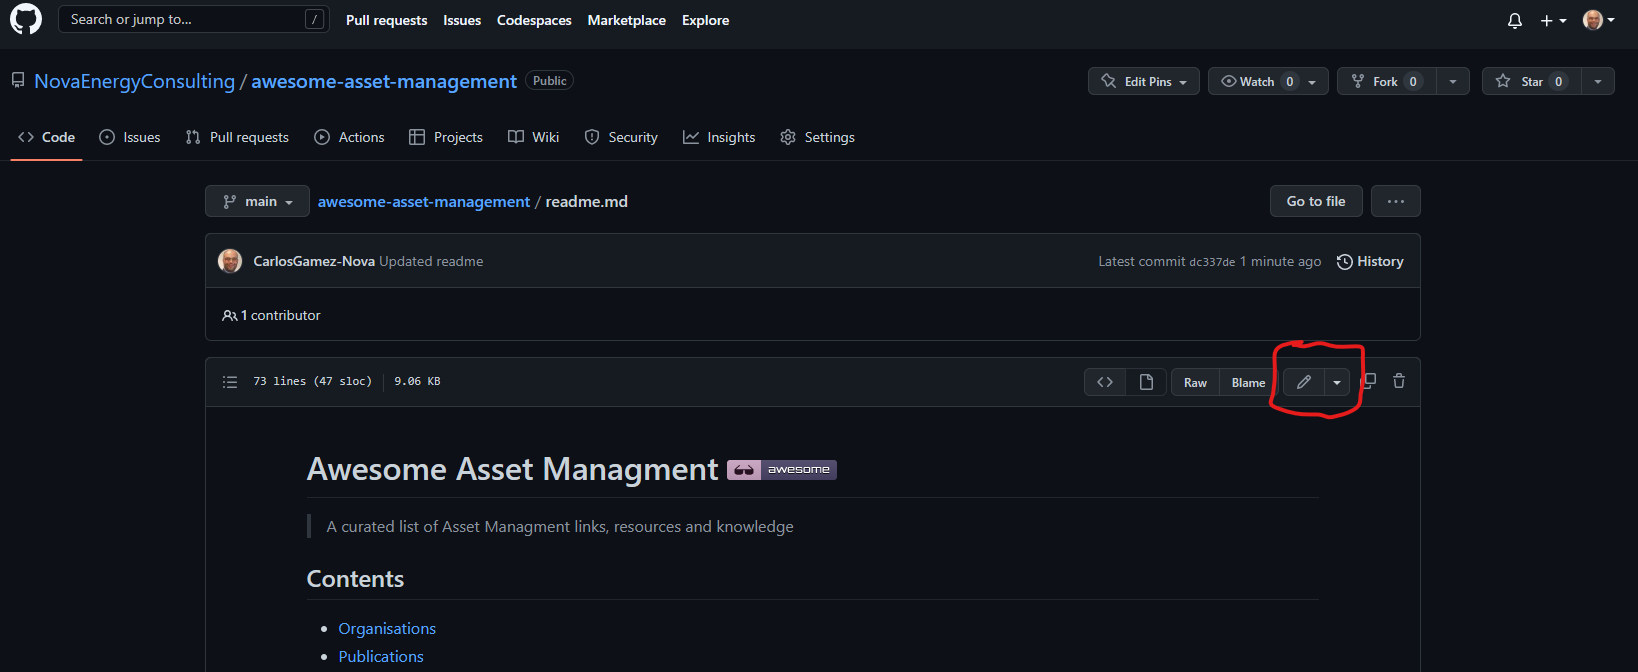 Search or jump to... / Pull requests Issues Codespaces Marketplace Explore
NovaEnergyConsulting / awesome-asset-management Public Edit Pins Watch 0 Fork 0 Star 0
Code Issues Pull requests Actions Projects Wiki Security Insights Settings
main awesome-asset-management / readme.md Go to file ...
CarlosGamez-Nova Updated readme Latest commit dc337de 1 minute ago History
1 contributor
73 lines (47 sloc) 9.06 KB <> Raw Blame
Awesome Asset Managment awesome
A curated list of Asset Managment links, resources and knowledge
Contents
• Organisations
• Publications